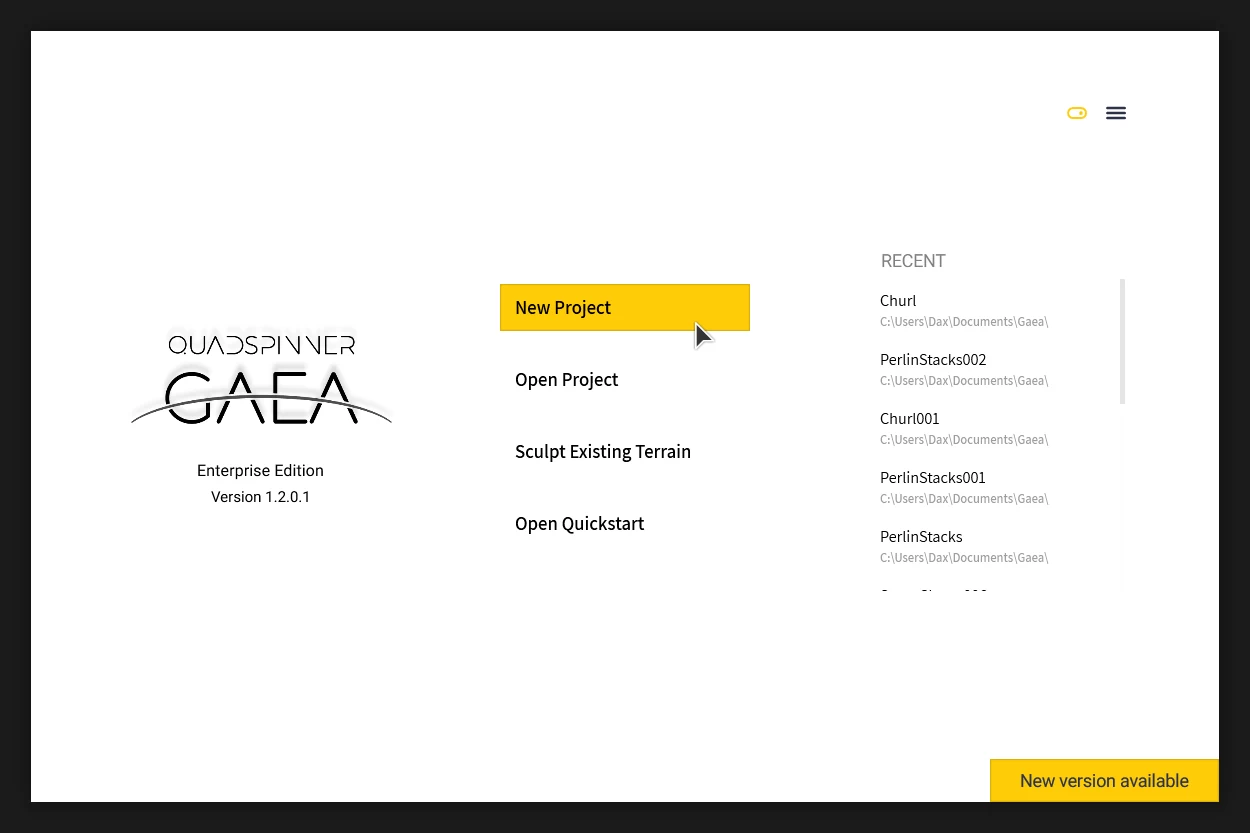 QUADSPINNER
GAEA
Enterprise Edition
Version 1.2.0.1
New Project
Open Project
Sculpt Existing Terrain
Open Quickstart
RECENT
Churl
C:\Users\Dax\Documents\Gaea\
PerlinStacks002
C:\Users\Dax\Documents\Gaea\
Churl001
C:\Users\Dax\Documents\Gaea\
PerlinStacks001
C:\Users\Dax\Documents\Gaea\
PerlinStacks
C:\Users\Dax\Documents\Gaea\
New version available